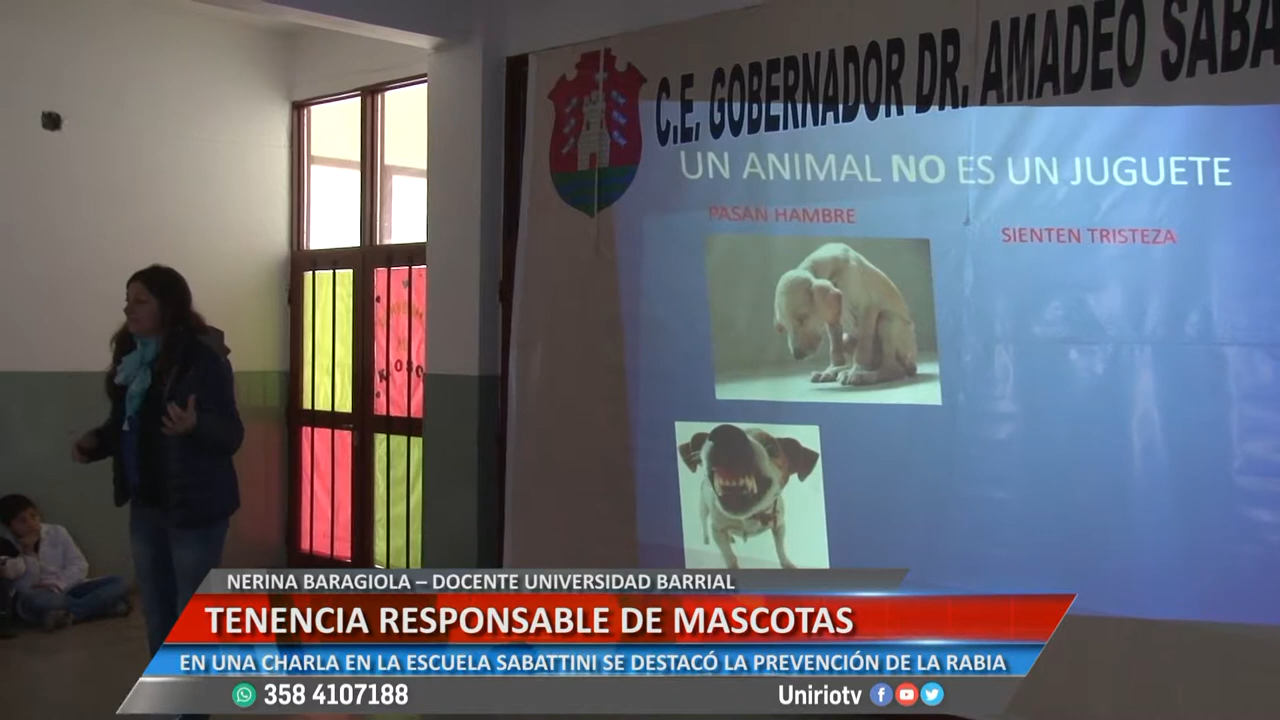 C.E. GOBERNADOR DR. AMADEO SABA
UN ANIMAL NO ES UN JUGUETE
PASAN HAMBRE
SIENTEN TRISTEZA
NERINA BARAGIOLA – DOCENTE UNIVERSIDAD BARRIAL
TENENCIA RESPONSABLE DE MASCOTAS
EN UNA CHARLA EN LA ESCUELA SABATTINI SE DESTACÓ LA PREVENCIÓN DE LA RABIA
358 4107188
Uniriotv